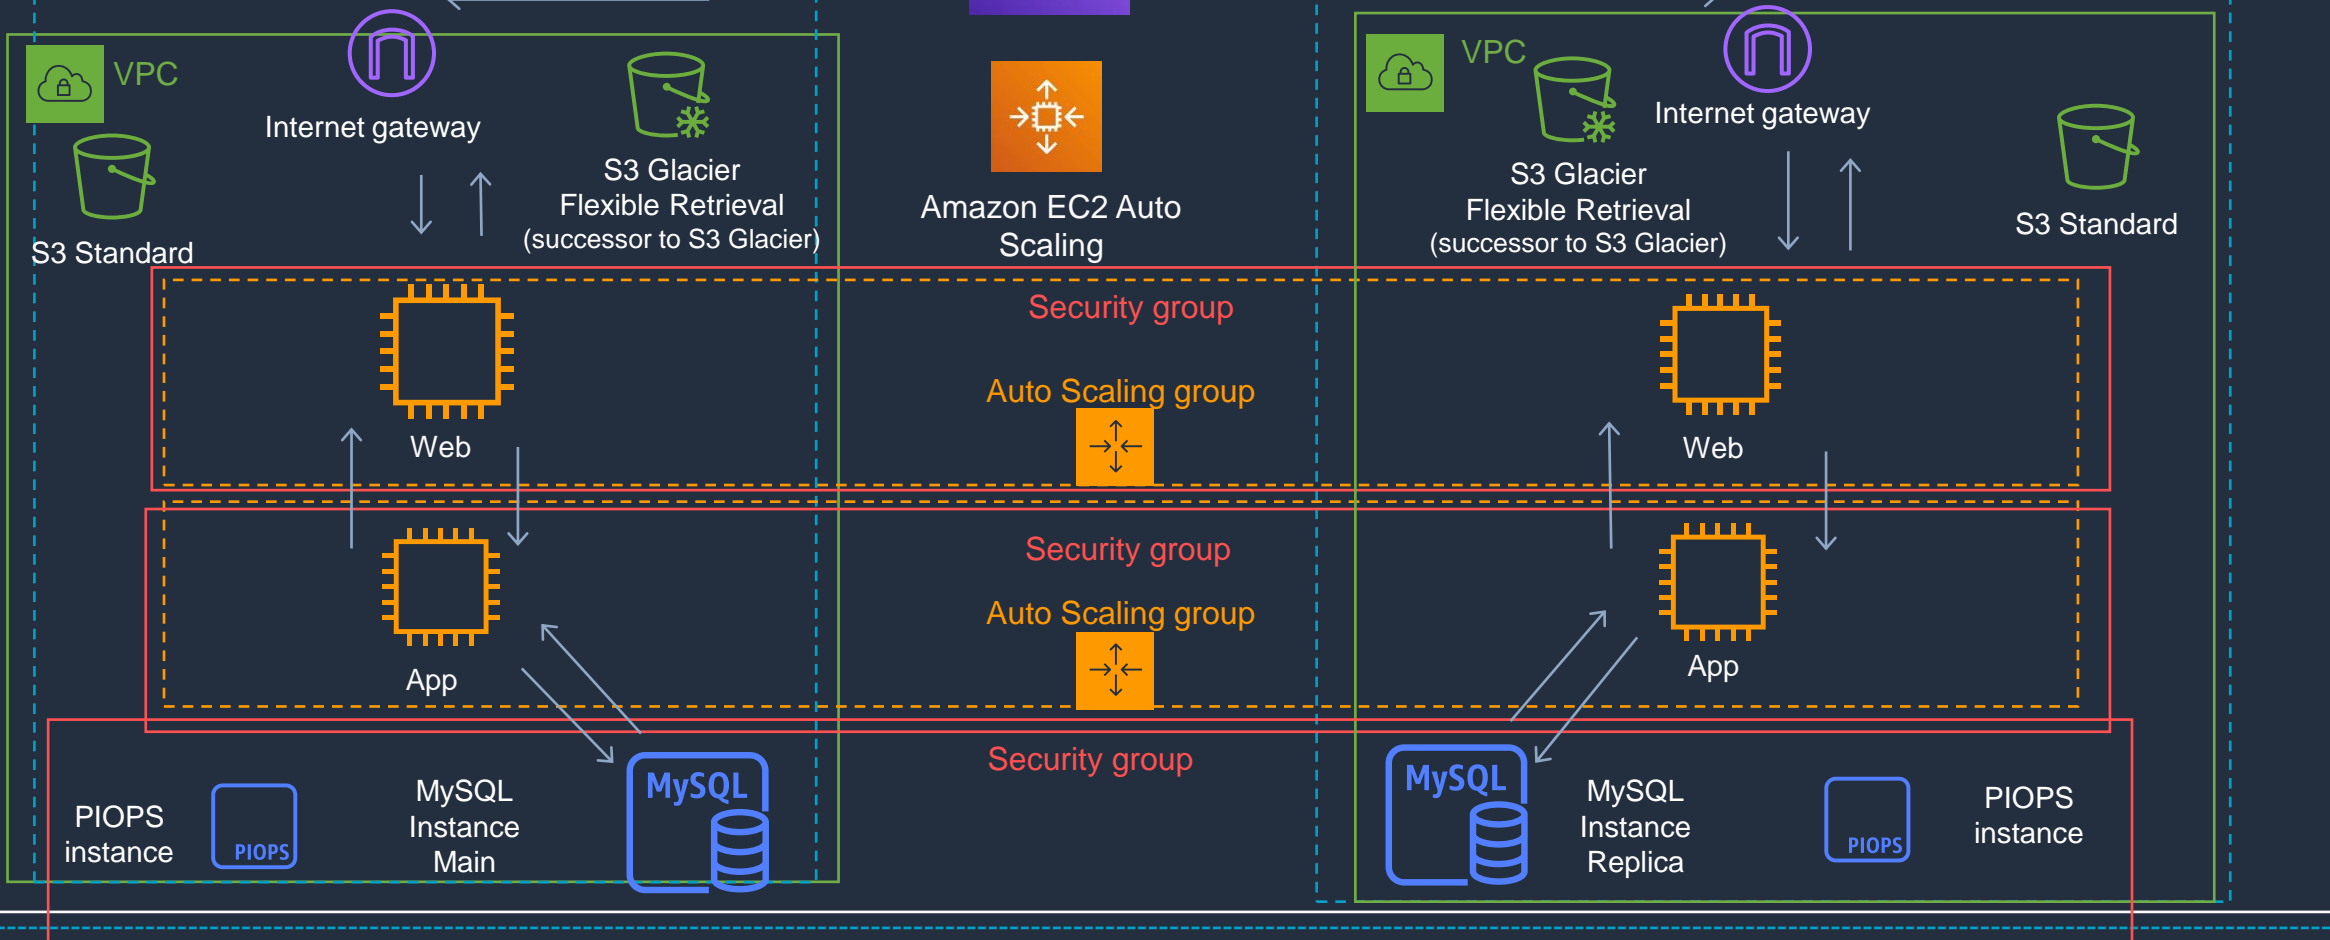 VPC
Internet gateway
S3 Glacier
Flexible Retrieval
(successor to S3 Glacier)
S3 Standard
Amazon EC2 Auto
Scaling
VPC
S3 Glacier
Flexible Retrieval
(successor to S3 Glacier)
Internet gateway
S3 Standard
Security group
Auto Scaling group
Web
Web
Security group
Auto Scaling group
App
App
Security group
PIOPS
instance
PIOPS
MySQL
Instance
Main
MySQL
MySQL
MySQL
Instance
Replica
PIOPS
PIOPS
instance